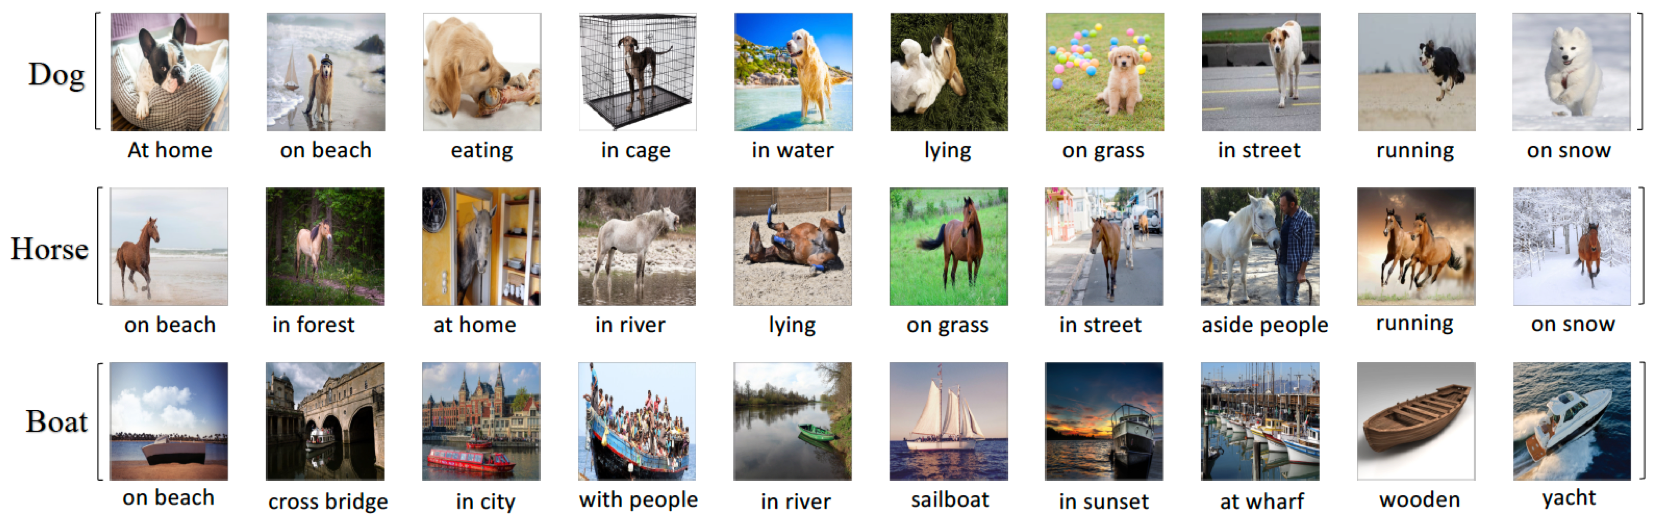 Dog
At home on beach eating in cage in water lying on grass in street running on snow
Horse
on beach in forest at home in river lying on grass in street aside people running on snow
Boat
on beach cross bridge in city with people in river sailboat in sunset at wharf wooden yacht